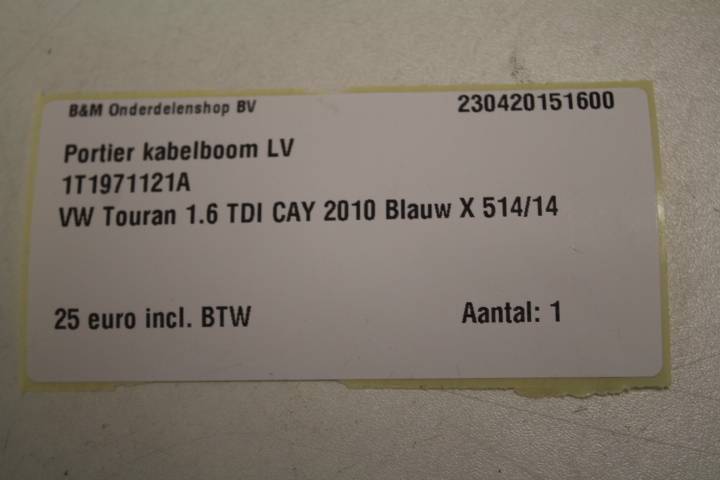 B&M Onderdelenshop BV 230420151600
Portier kabelboom LV
1T1971121A
VW Touran 1.6 TDI CAY 2010 Blauw X 514/14
25 euro incl. BTW Aantal: 1